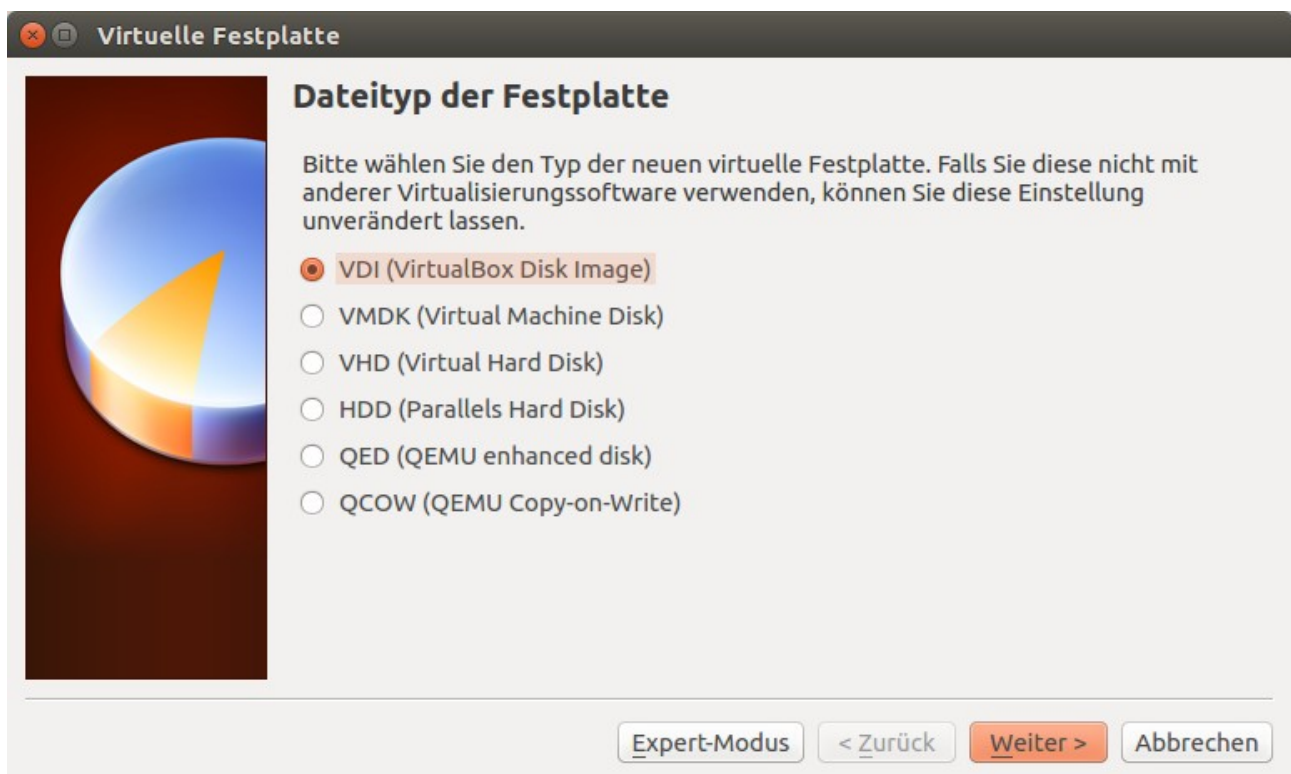 Virtuelle Festplatte
Dateityp der Festplatte
Bitte wählen Sie den Typ der neuen virtuelle Festplatte. Falls Sie diese nicht mit
anderer Virtualisierungssoftware verwenden, können Sie diese Einstellung
unverändert lassen.
VDI (VirtualBox Disk Image)
VMDK (Virtual Machine Disk)
VHD (Virtual Hard Disk)
HDD (Parallels Hard Disk)
QED (QEMU enhanced disk)
QCOW (QEMU Copy-on-Write)
Expert-Modus < Zurück Weiter > Abbrechen